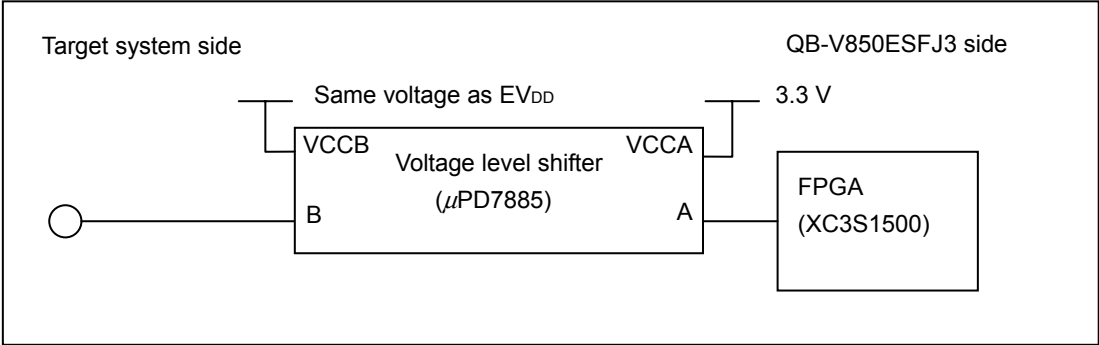 Target system side
QB-V850ESFJ3 side
Same voltage as EVDD
3.3 V
VCCB
VCCA
Voltage level shifter
(μPD7885)
B
A
FPGA
(XC3S1500)